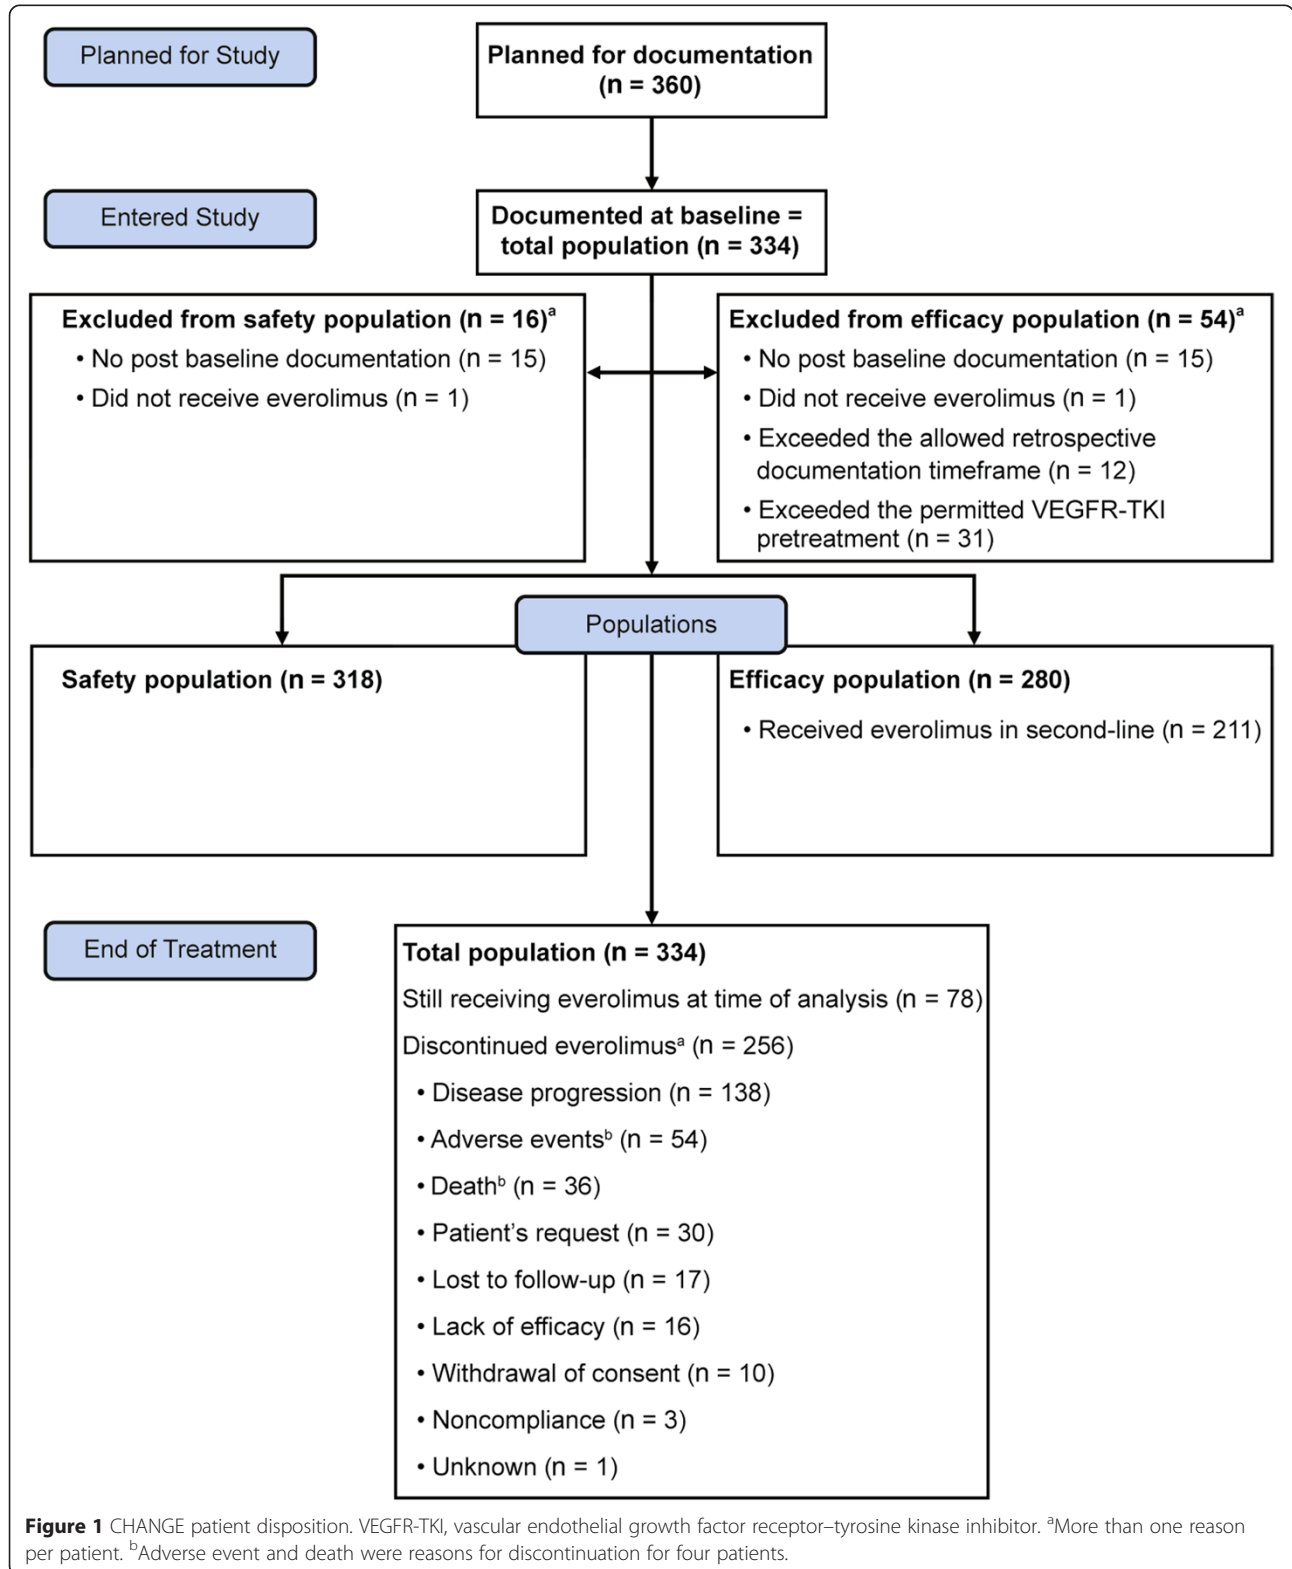 Planned for Study
Planned for documentation
(n = 360)
Entered Study
Documented at baseline =
total population (n = 334)
Excluded from safety population (n = 16)ᵃ
• No post baseline documentation (n = 15)
• Did not receive everolimus (n = 1)
Excluded from efficacy population (n = 54)ᵃ
• No post baseline documentation (n = 15)
• Did not receive everolimus (n = 1)
• Exceeded the allowed retrospective
documentation timeframe (n = 12)
• Exceeded the permitted VEGFR-TKI
pretreatment (n = 31)
Populations
Safety population (n = 318)
Efficacy population (n = 280)
• Received everolimus in second-line (n = 211)
End of Treatment
Total population (n = 334)
Still receiving everolimus at time of analysis (n = 78)
Discontinued everolimusᵃ (n = 256)
• Disease progression (n = 138)
• Adverse eventsᵇ (n = 54)
• Deathᵇ (n = 36)
• Patient’s request (n = 30)
• Lost to follow-up (n = 17)
• Lack of efficacy (n = 16)
• Withdrawal of consent (n = 10)
• Noncompliance (n = 3)
• Unknown (n = 1)
Figure 1 CHANGE patient disposition. VEGFR-TKI, vascular endothelial growth factor receptor–tyrosine kinase inhibitor. ᵃMore than one reason
per patient. ᵇAdverse event and death were reasons for discontinuation for four patients.